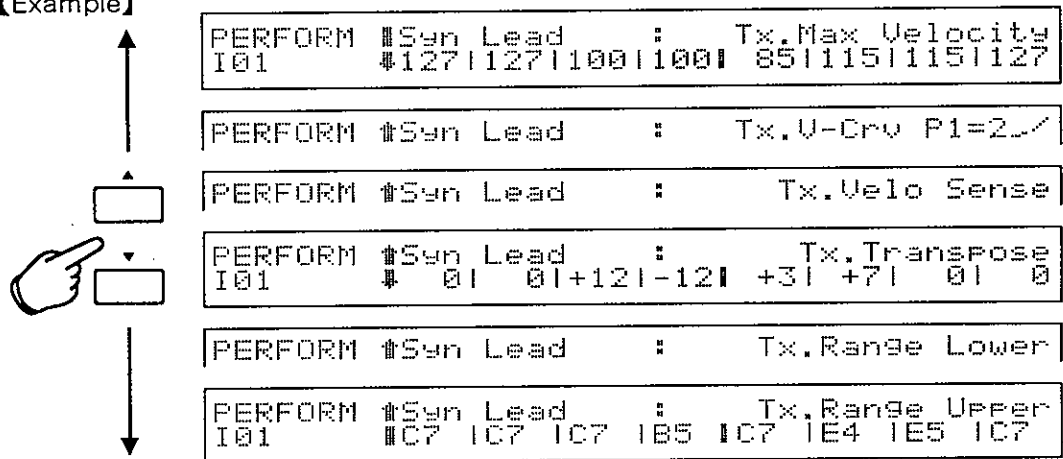 【Example】
PERFORM Syn Lead : Tx.Max Velocity
I01 ⬇127|127|100|100| 85|115|115|127
PERFORM ⬆Syn Lead : Tx.V-Crv P1=2
PERFORM ⬆Syn Lead : Tx.Velo Sense
PERFORM ⬆Syn Lead : Tx.Transpose
I01 ⬇ 0| 0|+12|-12| +3| +7| 0| 0
PERFORM ⬆Syn Lead : Tx.Range Lower
PERFORM ⬆Syn Lead : Tx.Range Upper
I01 C7 |C7 |C7 |B5 |C7 |E4 |E5 |C7